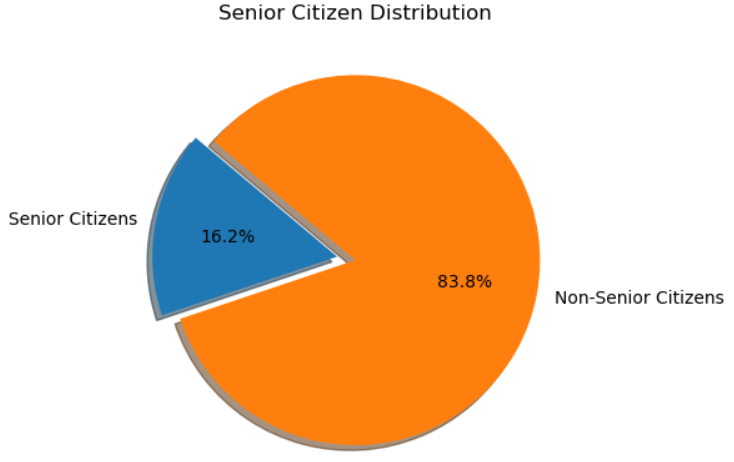 Senior Citizen Distribution
Senior Citizens
16.2%
83.8%
Non-Senior Citizens